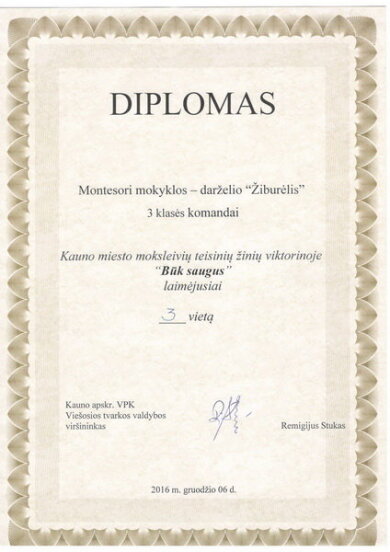 DIPLOMAS
Montesori mokyklos – darželio “Žiburėlis”
3 klasės komandai
Kauno miesto moksleivių teisinių žinių viktorinoje
“Būk saugus”
laimėjusiai
3 vietą
Kauno apskr. VPK
Viešosios tvarkos valdybos
viršininkas
Remigijus Stukas
2016 m. gruodžio 06 d.